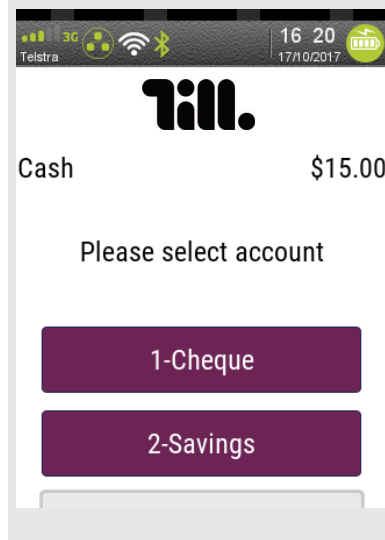 3G
16 20
Telstra
17/10/2017
Till.
Cash $15.00
Please select account
1-Cheque
2-Savings